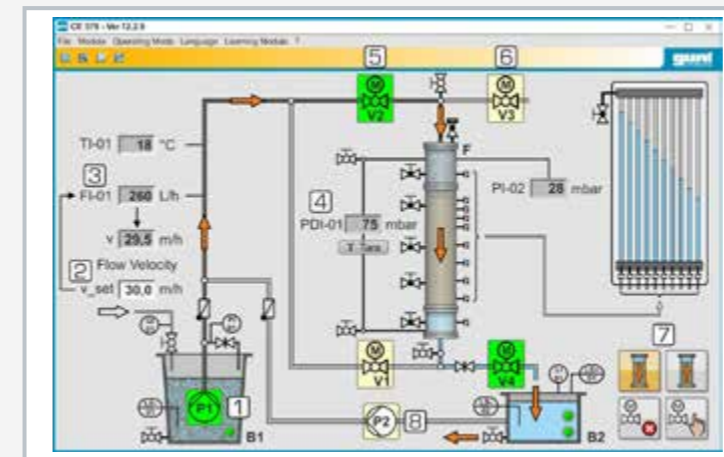 CE 579 - Ver 12.2.9
File Module Operating Mode Language Learning Module ?
gunt
5
6
M
V2
M
V3
TI-01 18 °C
F
3
FI-01 260 L/h
4
PI-02 28 mbar
PDI-01 75 mbar
v 29,5 m/h
T Tara
2 Flow Velocity
v_set 30,0 m/h
7
M
V1
M
V4
P1
1
P2
8
B1
B2